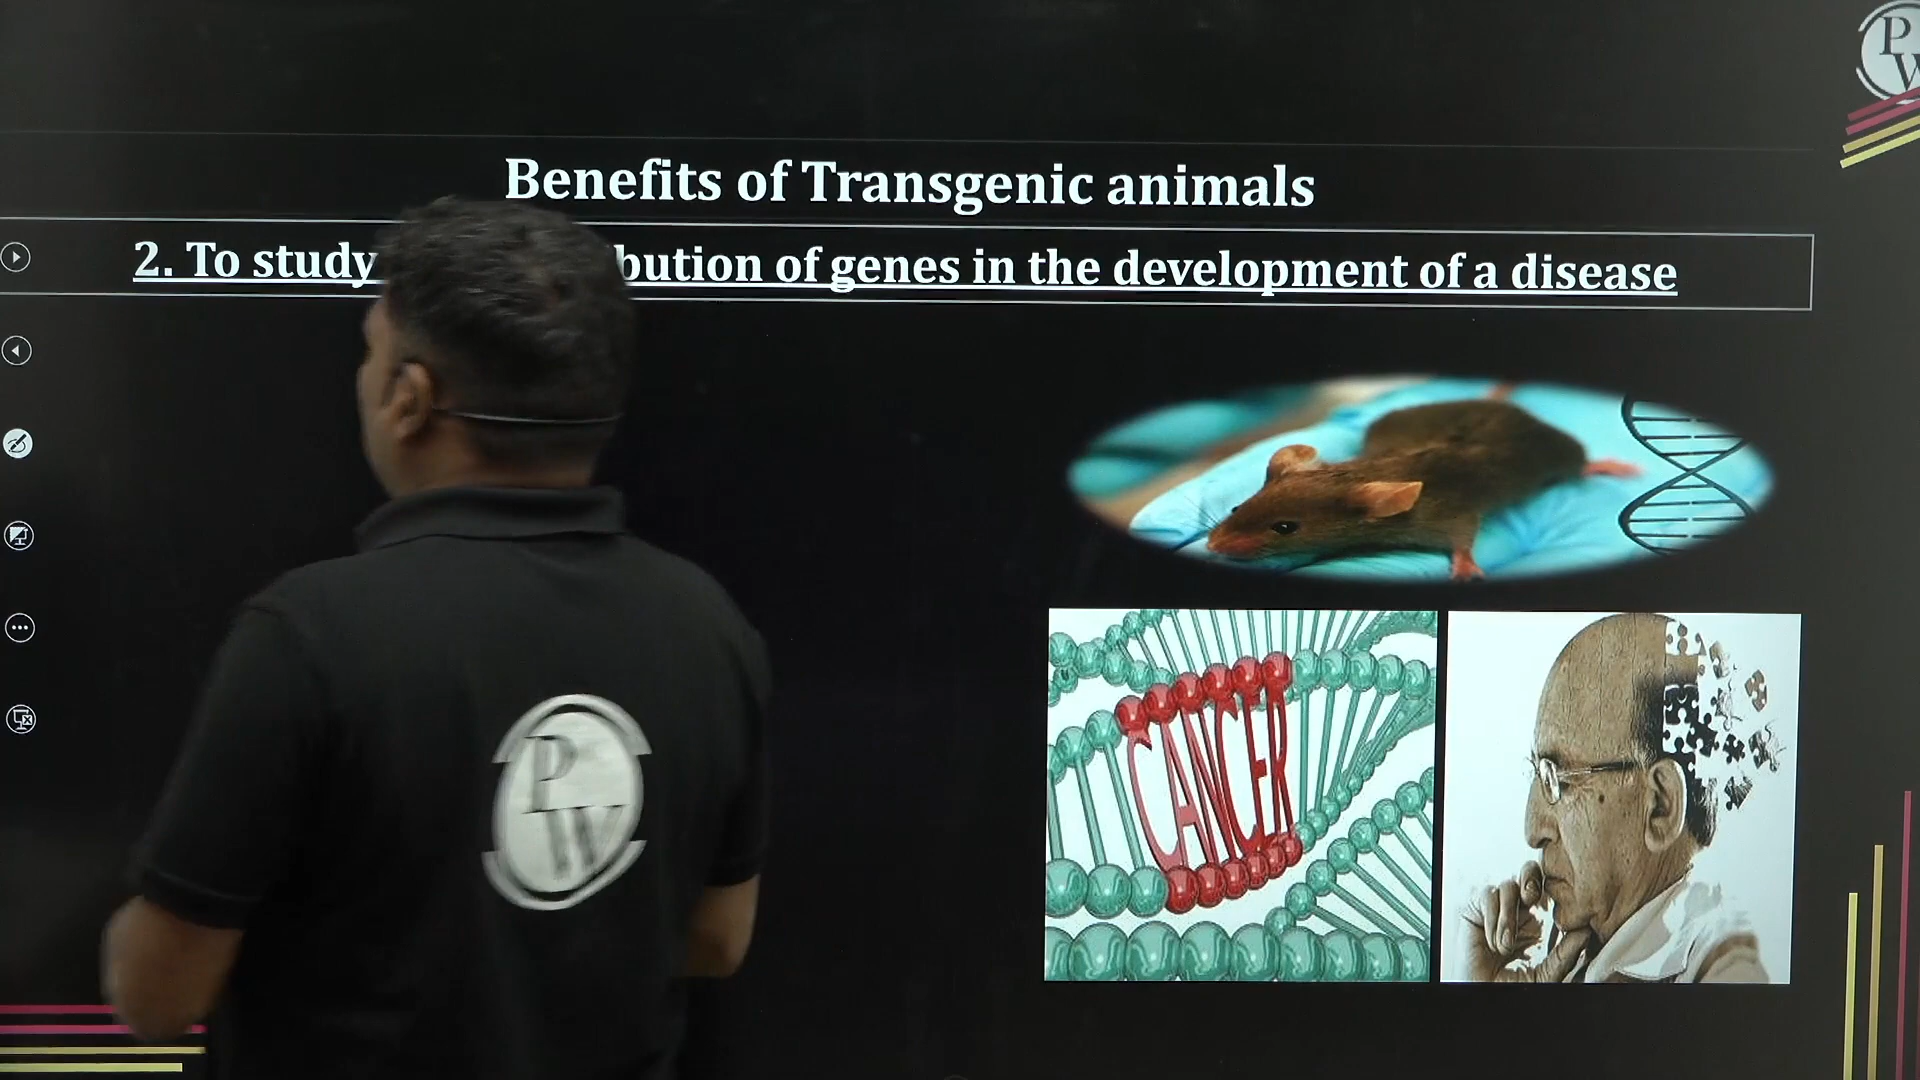 P
W
Benefits of Transgenic animals
2. To study bution of genes in the development of a disease
CANCER
P
W